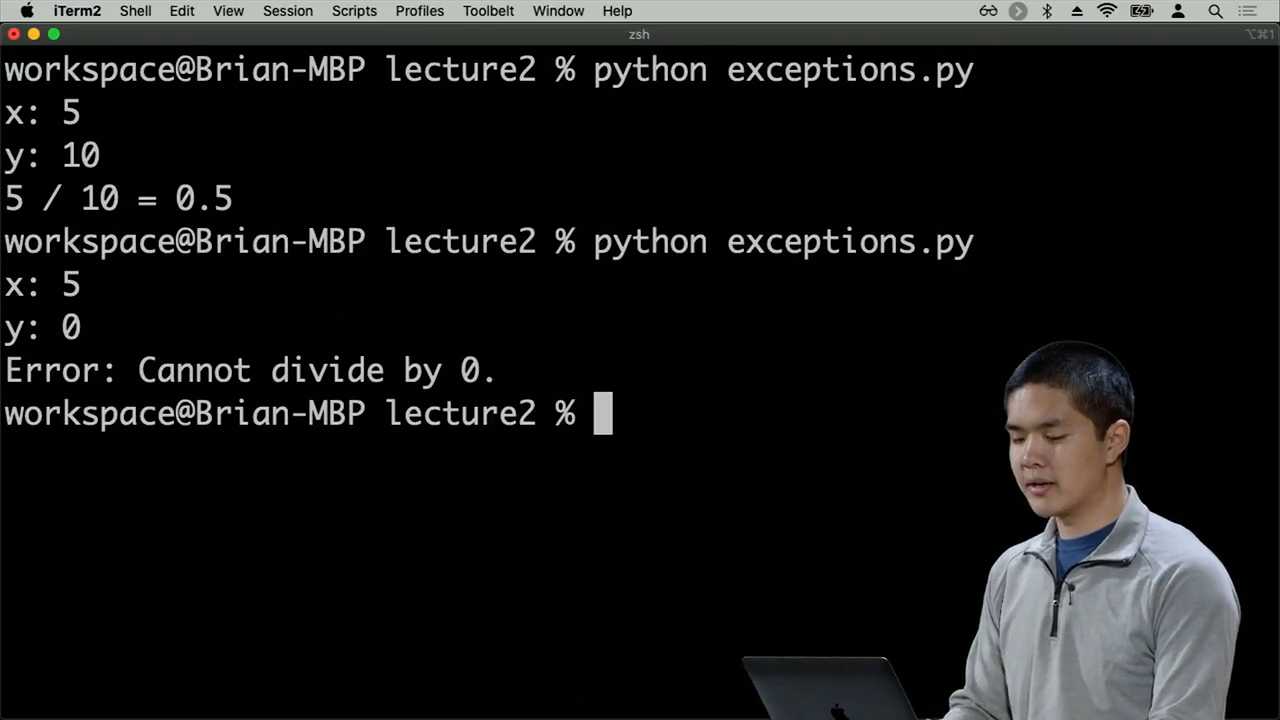 iTerm2 Shell Edit View Session Scripts Profiles Toolbelt Window Help
zsh
⌥⌘1
workspace@Brian-MBP lecture2 % python exceptions.py
x: 5
y: 10
5 / 10 = 0.5
workspace@Brian-MBP lecture2 % python exceptions.py
x: 5
y: 0
Error: Cannot divide by 0.
workspace@Brian-MBP lecture2 %